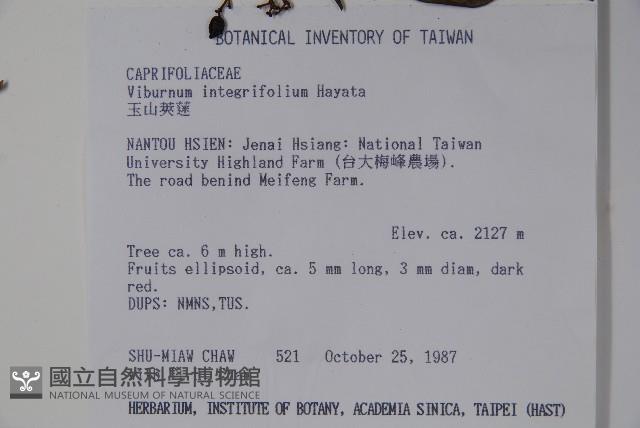 BOTANICAL INVENTORY OF TAIWAN
CAPRIFOLIACEAE
Viburnum integrifolium Hayata
玉山莢蒾
NANTOU HSIEN: Jenai Hsiang: National Taiwan
University Highland Farm (台大梅峰農場).
The road benind Meifeng Farm.
Elev. ca. 2127 m
Tree ca. 6 m high.
Fruits ellipsoid, ca. 5 mm long, 3 mm diam, dark
red.
DUPS: NMNS,TUS.
SHU-MIAW CHAW 521 October 25, 1987
國立自然科學博物館
NATIONAL MUSEUM OF NATURAL SCIENCE
HERBARIUM, INSTITUTE OF BOTANY, ACADEMIA SINICA, TAIPEI (HAST)